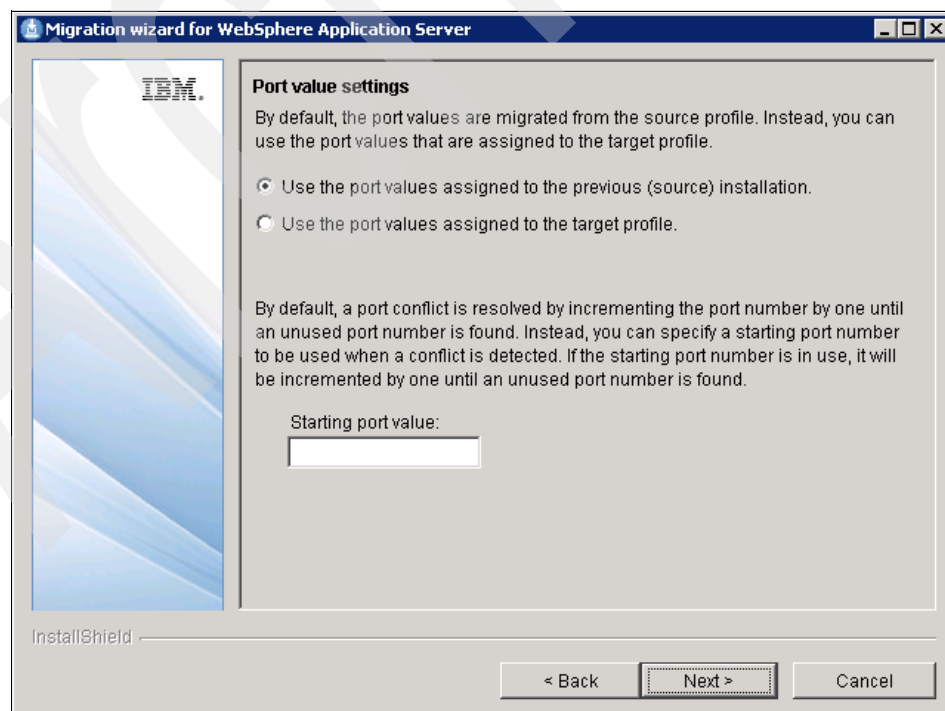 Migration wizard for WebSphere Application Server
IBM.
Port value settings
By default, the port values are migrated from the source profile. Instead, you can
use the port values that are assigned to the target profile.
Use the port values assigned to the previous (source) installation.
Use the port values assigned to the target profile.
By default, a port conflict is resolved by incrementing the port number by one until
an unused port number is found. Instead, you can specify a starting port number
to be used when a conflict is detected. If the starting port number is in use, it will
be incremented by one until an unused port number is found.
Starting port value:
InstallShield
< Back
Next >
Cancel